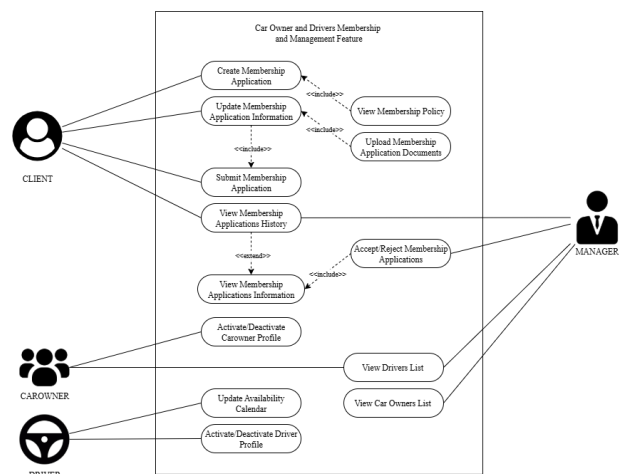 Car Owner and Drivers Membership
and Management Feature
Create Membership
Application
<<include>>
View Membership Policy
Update Membership
Application Information
<<include>>
Upload Membership
Application Documents
<<include>>
CLIENT
Submit Membership
Application
View Membership
Applications History
Accept/Reject Membership
Applications
MANAGER
<<extend>>
<<include>>
View Membership
Applications Information
Activate/Deactivate
Carowner Profile
View Drivers List
CAROWNER
Update Availability
Calendar
View Car Owners List
Activate/Deactivate Driver
Profile
DRIVER